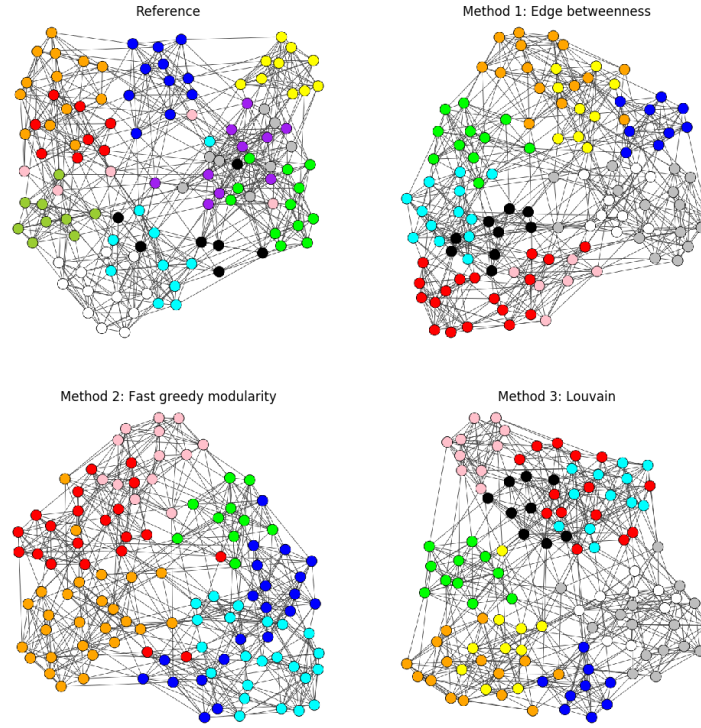 Reference
Method 1: Edge betweenness
Method 2: Fast greedy modularity
Method 3: Louvain